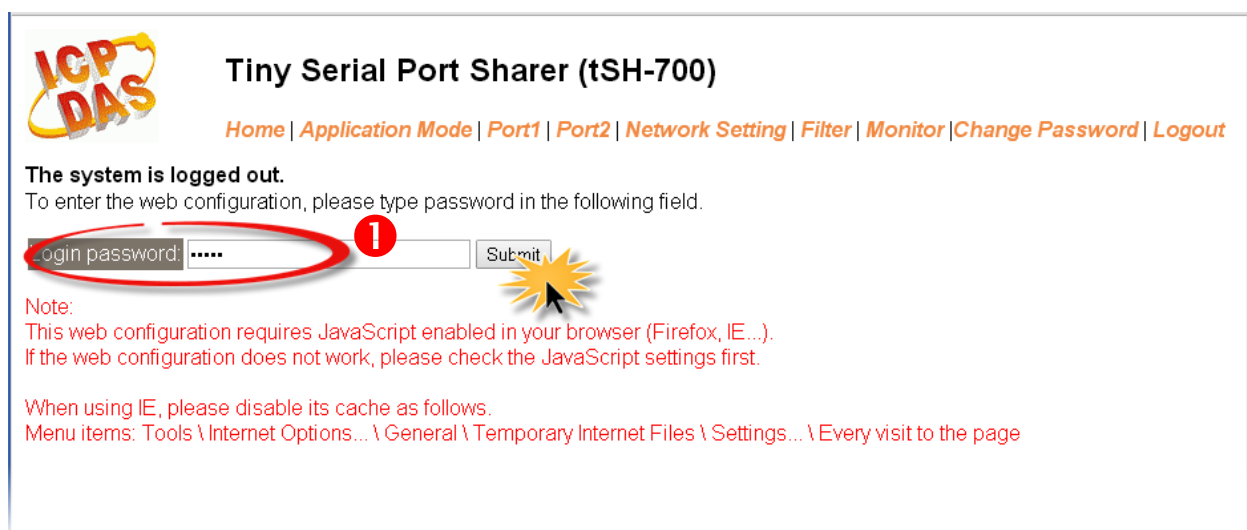 ICP
DAS
Tiny Serial Port Sharer (tSH-700)
Home | Application Mode | Port1 | Port2 | Network Setting | Filter | Monitor |Change Password | Logout
The system is logged out.
To enter the web configuration, please type password in the following field.
Login password: ••••• 1 Submit
Note:
This web configuration requires JavaScript enabled in your browser (Firefox, IE...).
If the web configuration does not work, please check the JavaScript settings first.
When using IE, please disable its cache as follows.
Menu items: Tools \ Internet Options... \ General \ Temporary Internet Files \ Settings... \ Every visit to the page